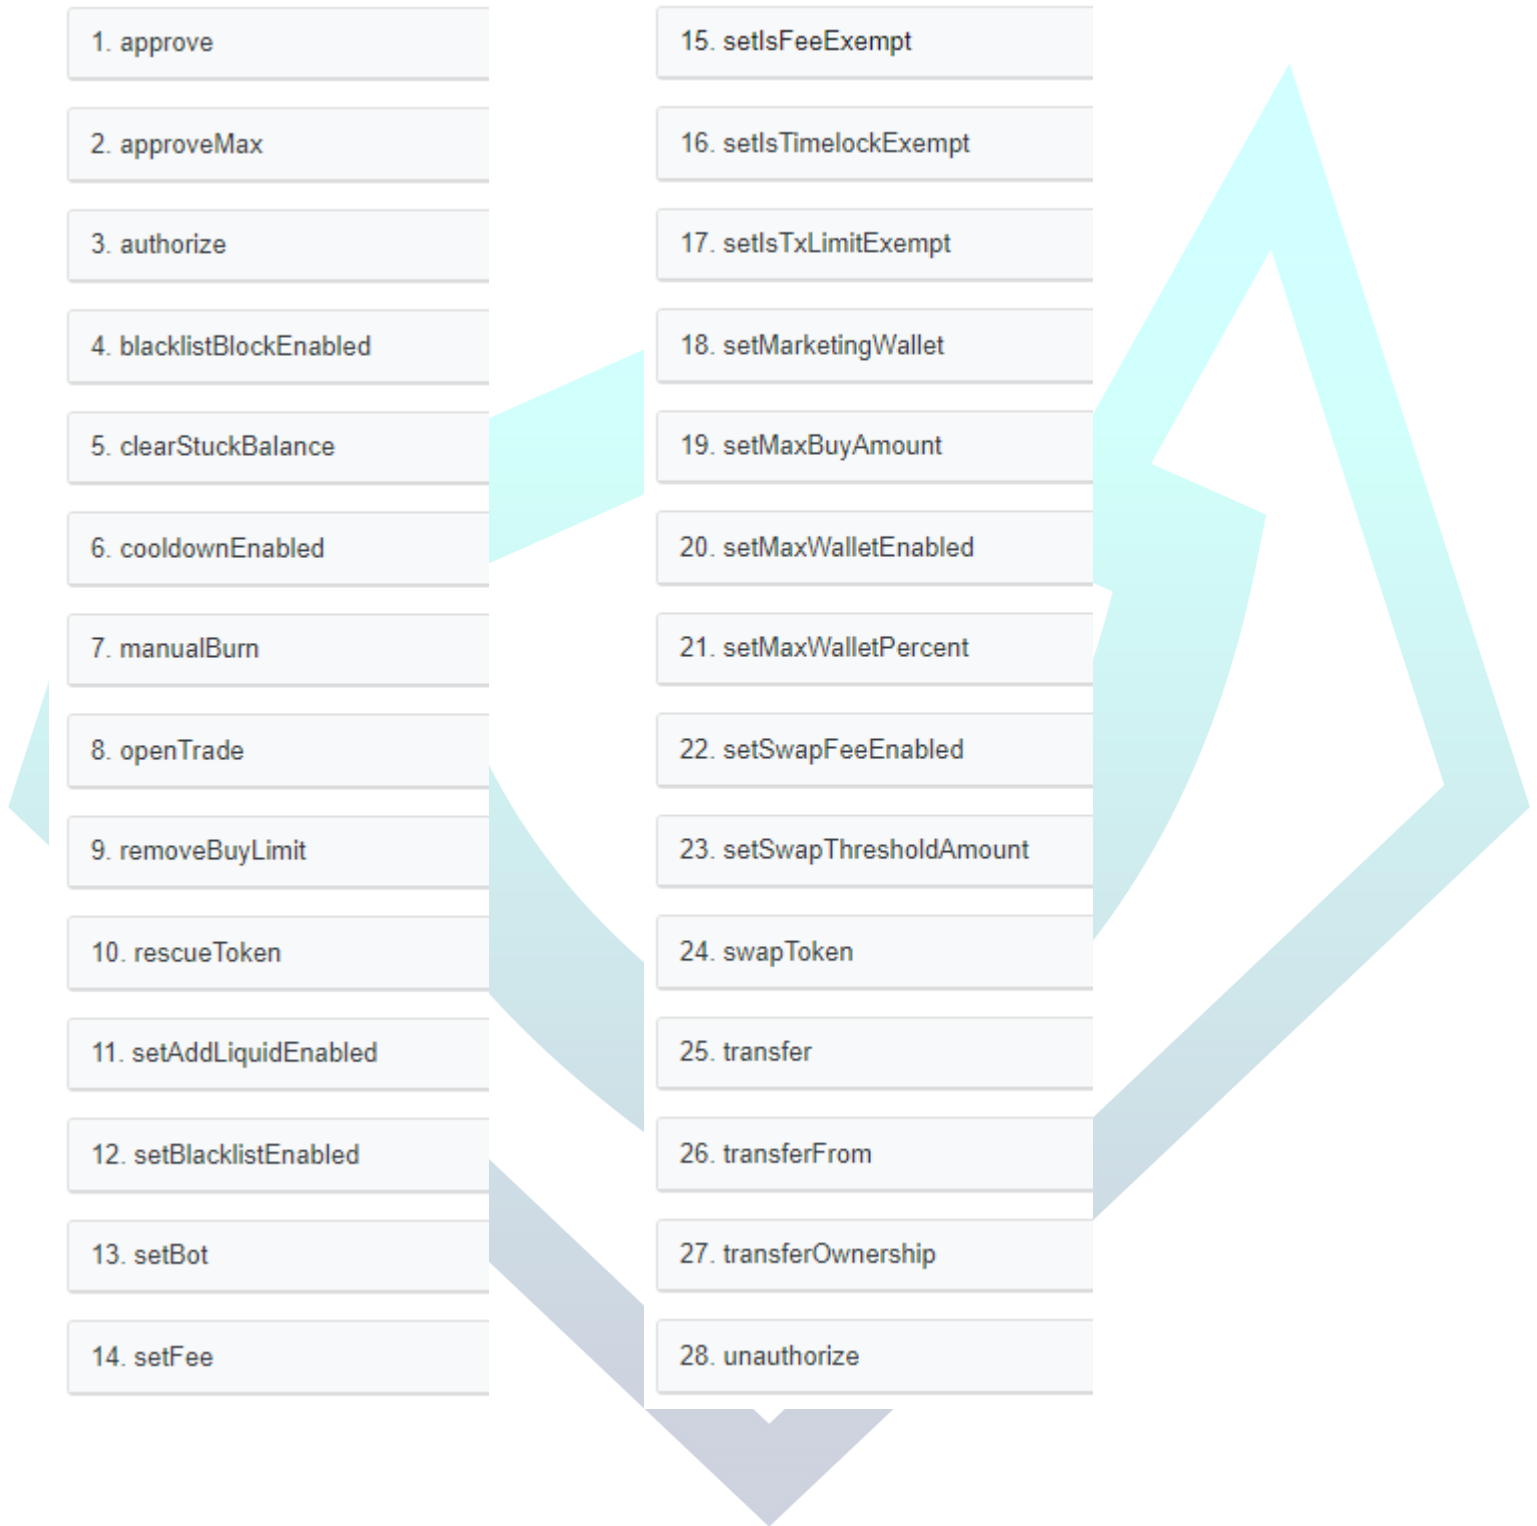 1. approve
2. approveMax
3. authorize
4. blacklistBlockEnabled
5. clearStuckBalance
6. cooldownEnabled
7. manualBurn
8. openTrade
9. removeBuyLimit
10. rescueToken
11. setAddLiquidEnabled
12. setBlacklistEnabled
13. setBot
14. setFee
15. setIsFeeExempt
16. setIsTimelockExempt
17. setIsTxLimitExempt
18. setMarketingWallet
19. setMaxBuyAmount
20. setMaxWalletEnabled
21. setMaxWalletPercent
22. setSwapFeeEnabled
23. setSwapThresholdAmount
24. swapToken
25. transfer
26. transferFrom
27. transferOwnership
28. unauthorize